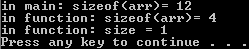 in main: sizeof(arr)= 12
in function: sizeof(arr)= 4
in function: size = 1
Press any key to continue . . .